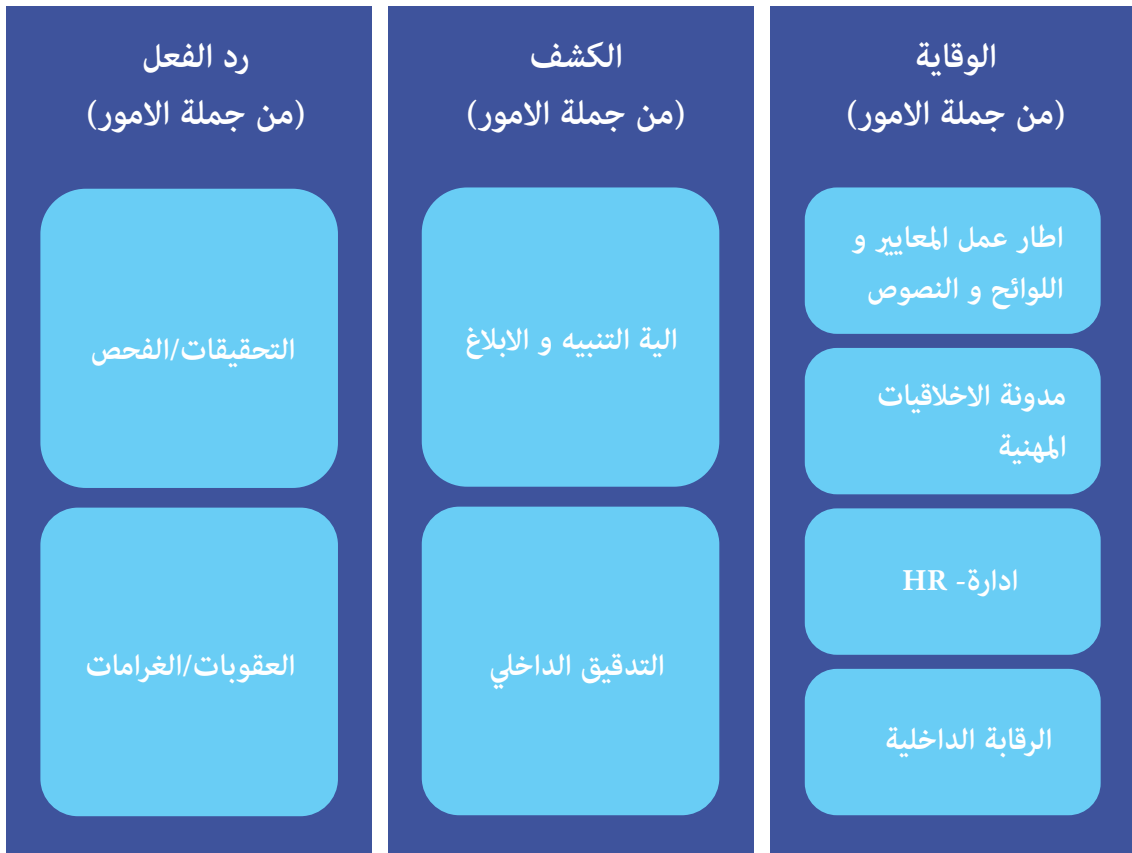 الوقاية
(من جملة الامور)
اطار عمل المعايير و
اللوائح و النصوص
مدونة الاخلاقيات
المهنية
ادارة- HR
الرقابة الداخلية
الكشف
(من جملة الامور)
الية التنبيه و الابلاغ
التدقيق الداخلي
رد الفعل
(من جملة الامور)
التحقيقات/الفحص
العقوبات/الغرامات